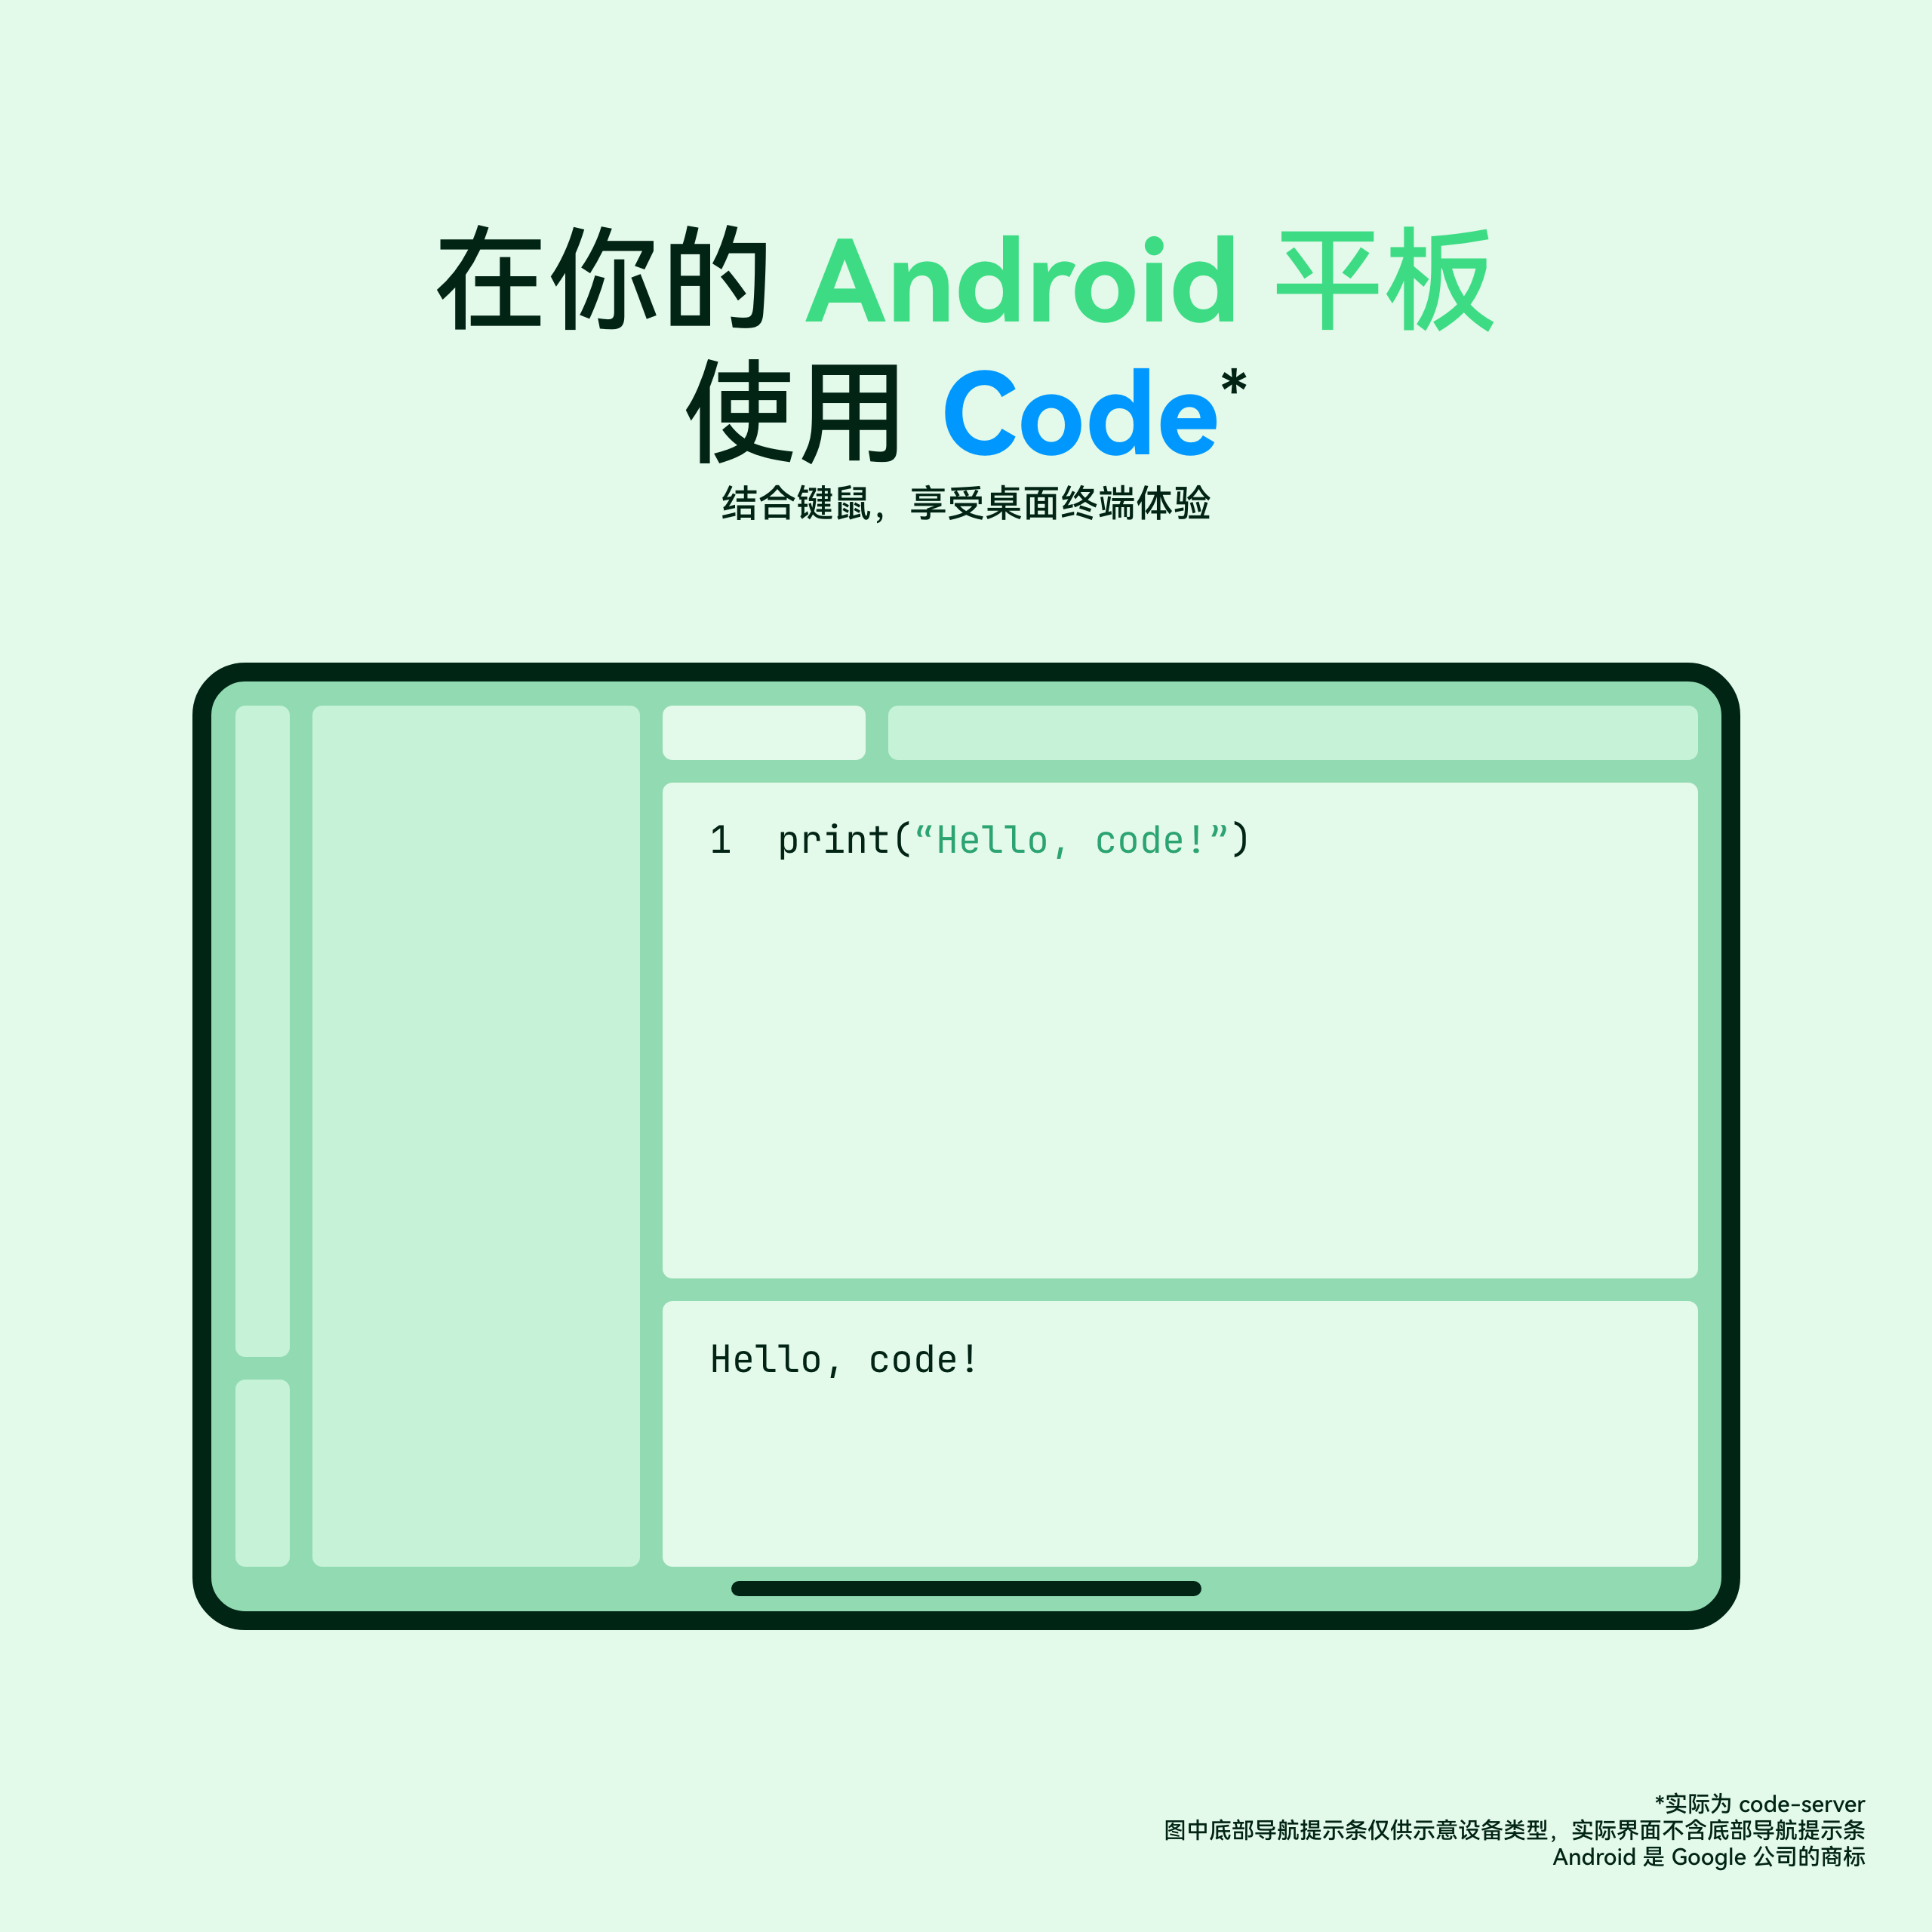 在你的 Android 平板
使用 Code*
结合键鼠，享受桌面终端体验
1 print(“Hello, code!”)
Hello, code!
*实际为 code-server
图中底部导航提示条仅供示意设备类型，实际界面不含底部导航提示条
Android 是 Google 公司的商标